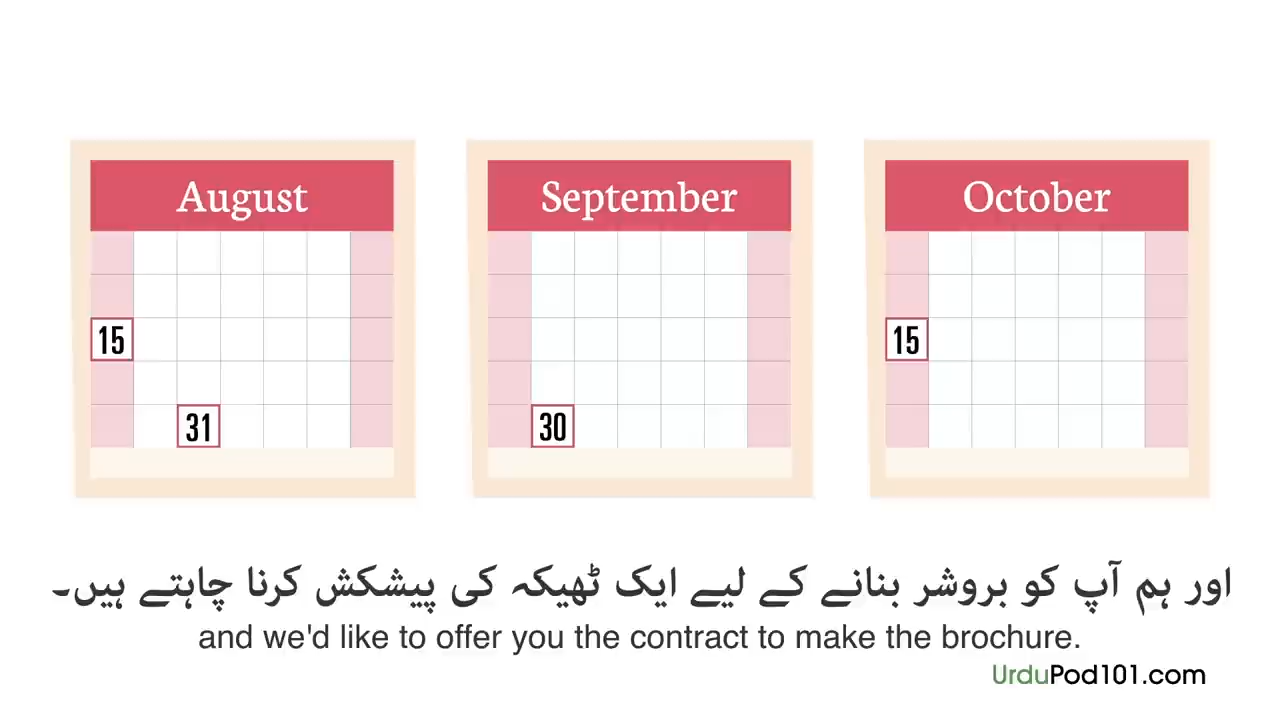 August
September
October
15
31
30
15
اور ہم آپ کو بروشر بنانے کے لیے ایک ٹھیکہ کی پیشکش کرنا چاہتے ہیں۔
and we'd like to offer you the contract to make the brochure.
UrduPod101.com